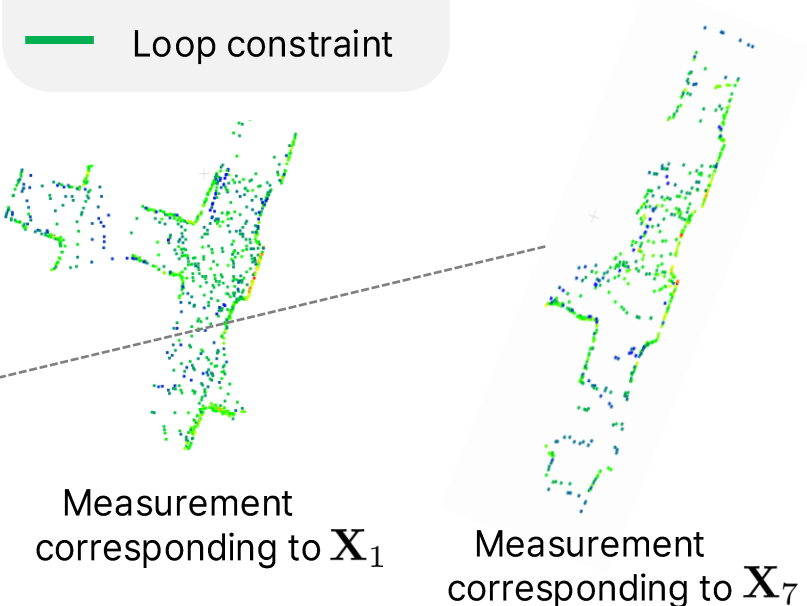 Loop constraint
Measurement
corresponding to X₁
Measurement
corresponding to X₇